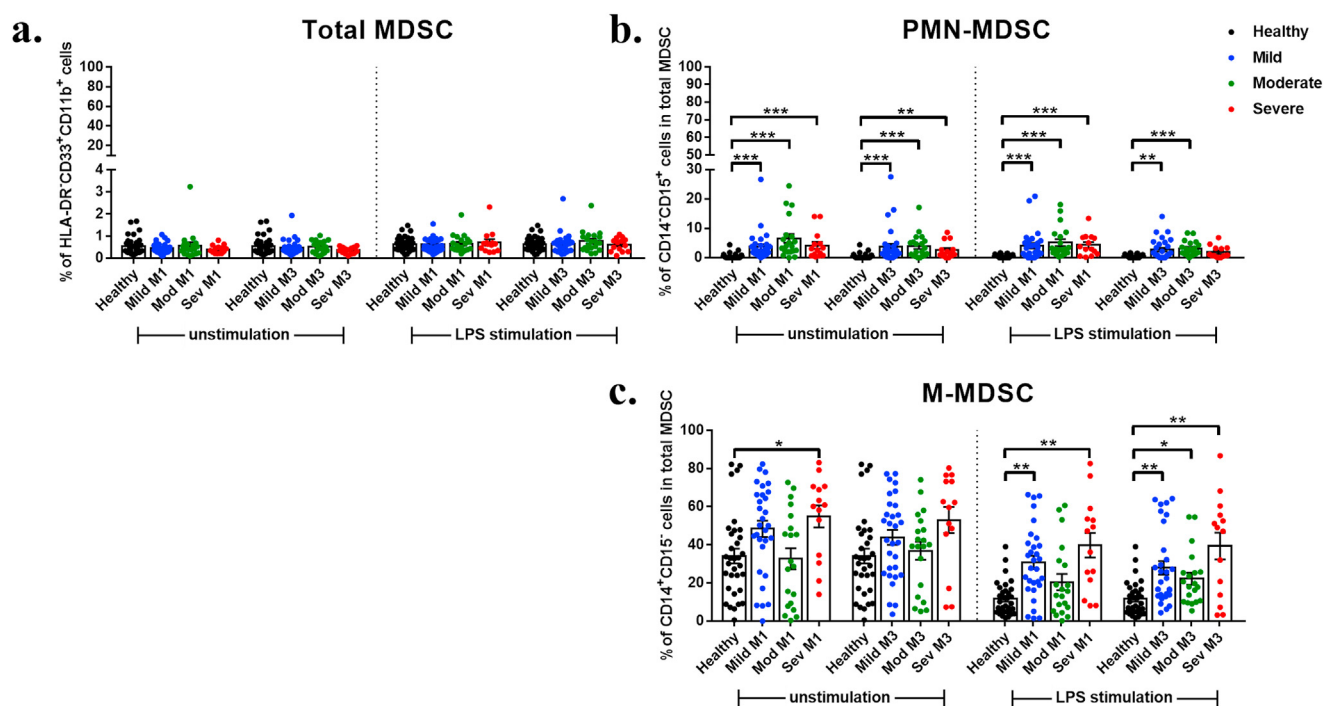 a.
Total MDSC
% of HLA-DR-CD33+CD11b+ cells
100
80
60
40
20
4
3
2
1
0
Healthy
Mild M1
Mod M1
Sev M1
Healthy
Mild M3
Mod M3
Sev M3
Healthy
Mild M1
Mod M1
Sev M1
Healthy
Mild M3
Mod M3
Sev M3
unstimulation
LPS stimulation
b.
PMN-MDSC
Healthy
Mild
Moderate
Severe
% of CD14-CD15+ cells in total MDSC
100
90
80
70
60
50
30
20
10
0
***
***
***
**
***
***
***
***
***
***
**
Healthy
Mild M1
Mod M1
Sev M1
Healthy
Mild M3
Mod M3
Sev M3
Healthy
Mild M1
Mod M1
Sev M1
Healthy
Mild M3
Mod M3
Sev M3
unstimulation
LPS stimulation
c.
M-MDSC
% of CD14+CD15- cells in total MDSC
100
80
60
40
20
0
*
**
**
**
*
**
Healthy
Mild M1
Mod M1
Sev M1
Healthy
Mild M3
Mod M3
Sev M3
Healthy
Mild M1
Mod M1
Sev M1
Healthy
Mild M3
Mod M3
Sev M3
unstimulation
LPS stimulation